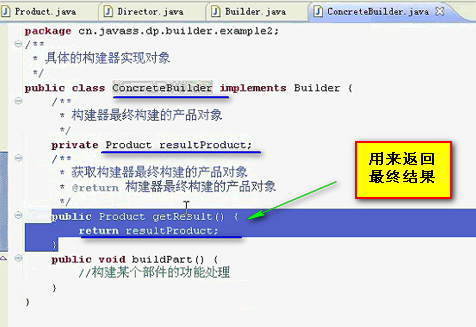 Product.java Director.java Builder.java ConcreteBuilder.java
package cn.javass.dp.builder.example2;
/**
* 具体的构建器实现对象
*/
public class ConcreteBuilder implements Builder {
/**
* 构建器最终构建的产品对象
*/
private Product resultProduct;
/**
* 获取构建器最终构建的产品对象
* @return 构建器最终构建的产品对象
*/
public Product getResult() {
return resultProduct;
}
public void buildPart() {
//构建某个部件的功能处理
}
}
用来返回
最终结果